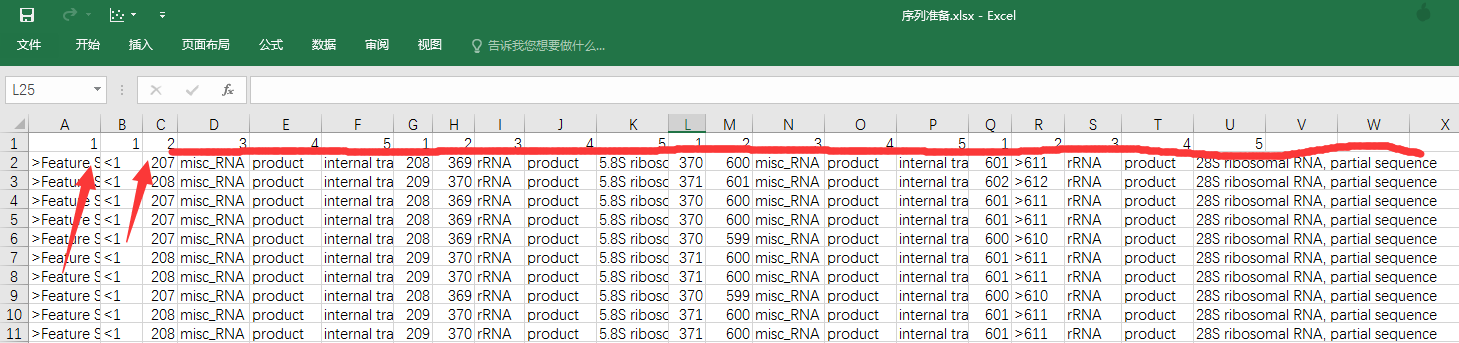 序列准备.xlsx - Excel
文件 开始 插入 页面布局 公式 数据 审阅 视图 告诉我您想要做什么...
L25 fx
A B C D E F G H I J K L M N O P Q R S T U V W X
1 1 1 2 3 4 5 1 2 3 4 5 1 2 3 4 5 1 2 3 4 5
2 >Feature S <1 207 misc_RNA product internal tra 208 369 rRNA product 5.8S riboso 370 600 misc_RNA product internal tra 601 >611 rRNA product 28S ribosomal RNA, partial sequence
3 >Feature S <1 208 misc_RNA product internal tra 209 370 rRNA product 5.8S riboso 371 601 misc_RNA product internal tra 602 >612 rRNA product 28S ribosomal RNA, partial sequence
4 >Feature S <1 207 misc_RNA product internal tra 208 369 rRNA product 5.8S riboso 370 600 misc_RNA product internal tra 601 >611 rRNA product 28S ribosomal RNA, partial sequence
5 >Feature S <1 207 misc_RNA product internal tra 208 369 rRNA product 5.8S riboso 370 600 misc_RNA product internal tra 601 >611 rRNA product 28S ribosomal RNA, partial sequence
6 >Feature S <1 207 misc_RNA product internal tra 208 369 rRNA product 5.8S riboso 370 599 misc_RNA product internal tra 600 >610 rRNA product 28S ribosomal RNA, partial sequence
7 >Feature S <1 208 misc_RNA product internal tra 209 370 rRNA product 5.8S riboso 371 600 misc_RNA product internal tra 601 >611 rRNA product 28S ribosomal RNA, partial sequence
8 >Feature S <1 208 misc_RNA product internal tra 209 370 rRNA product 5.8S riboso 371 600 misc_RNA product internal tra 601 >611 rRNA product 28S ribosomal RNA, partial sequence
9 >Feature S <1 207 misc_RNA product internal tra 208 369 rRNA product 5.8S riboso 370 599 misc_RNA product internal tra 600 >610 rRNA product 28S ribosomal RNA, partial sequence
10 >Feature S <1 208 misc_RNA product internal tra 209 370 rRNA product 5.8S riboso 371 600 misc_RNA product internal tra 601 >611 rRNA product 28S ribosomal RNA, partial sequence
11 >Feature S <1 208 misc_RNA product internal tra 209 370 rRNA product 5.8S riboso 371 600 misc_RNA product internal tra 601 >611 rRNA product 28S ribosomal RNA, partial sequence